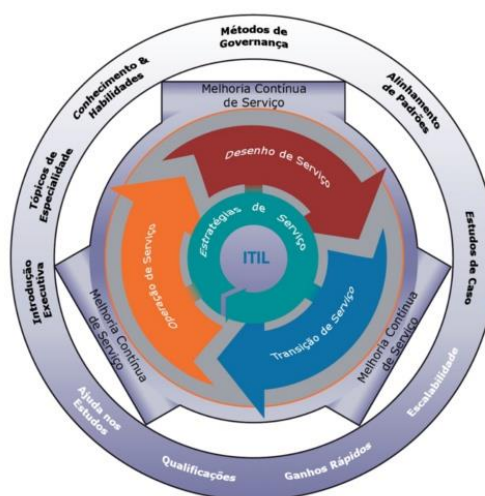 Métodos de
Governança
Alinhamento
de Padrões
Estudos de Caso
Escalabilidade
Ganhos Rápidos
Qualificações
Ajuda nos
Estudos
Introdução
Executiva
Tópicos de
Especialidade
Conhecimento &
Habilidades
Melhoria Contínua
de Serviço
Melhoria Contínua
de Serviço
Melhoria Contínua
de Serviço
Desenho de Serviço
Transição de Serviço
Operação de Serviço
Estratégias de Serviço
ITIL